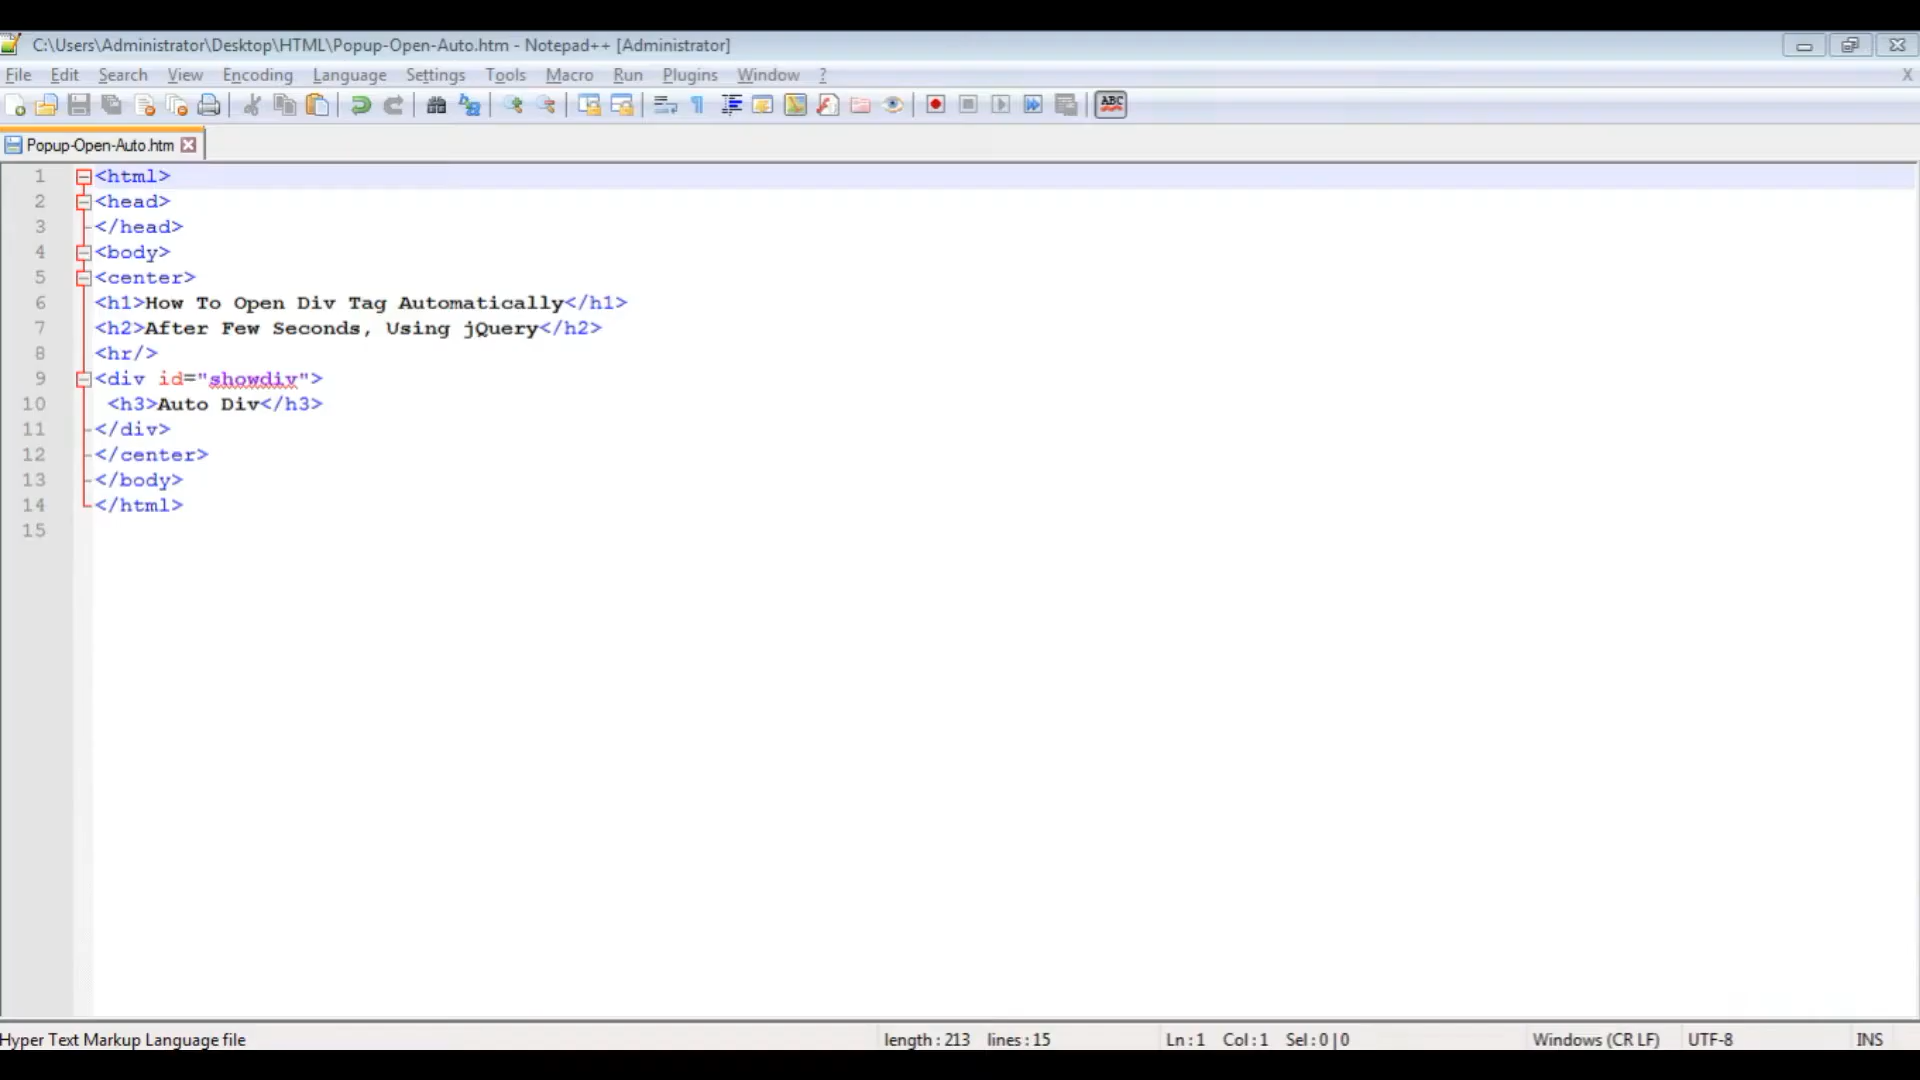 C:\Users\Administrator\Desktop\HTML\Popup-Open-Auto.htm - Notepad++ [Administrator]
File Edit Search View Encoding Language Settings Tools Macro Run Plugins Window ? X
ABC
Popup-Open-Auto.htm
1 <html>
2 <head>
3 </head>
4 <body>
5 <center>
6 <h1>How To Open Div Tag Automatically</h1>
7 <h2>After Few Seconds, Using jQuery</h2>
8 <hr/>
9 <div id="showdiv">
10 <h3>Auto Div</h3>
11 </div>
12 </center>
13 </body>
14 </html>
15
Hyper Text Markup Language file length : 213 lines : 15 Ln : 1 Col : 1 Sel : 0 | 0 Windows (CR LF) UTF-8 INS